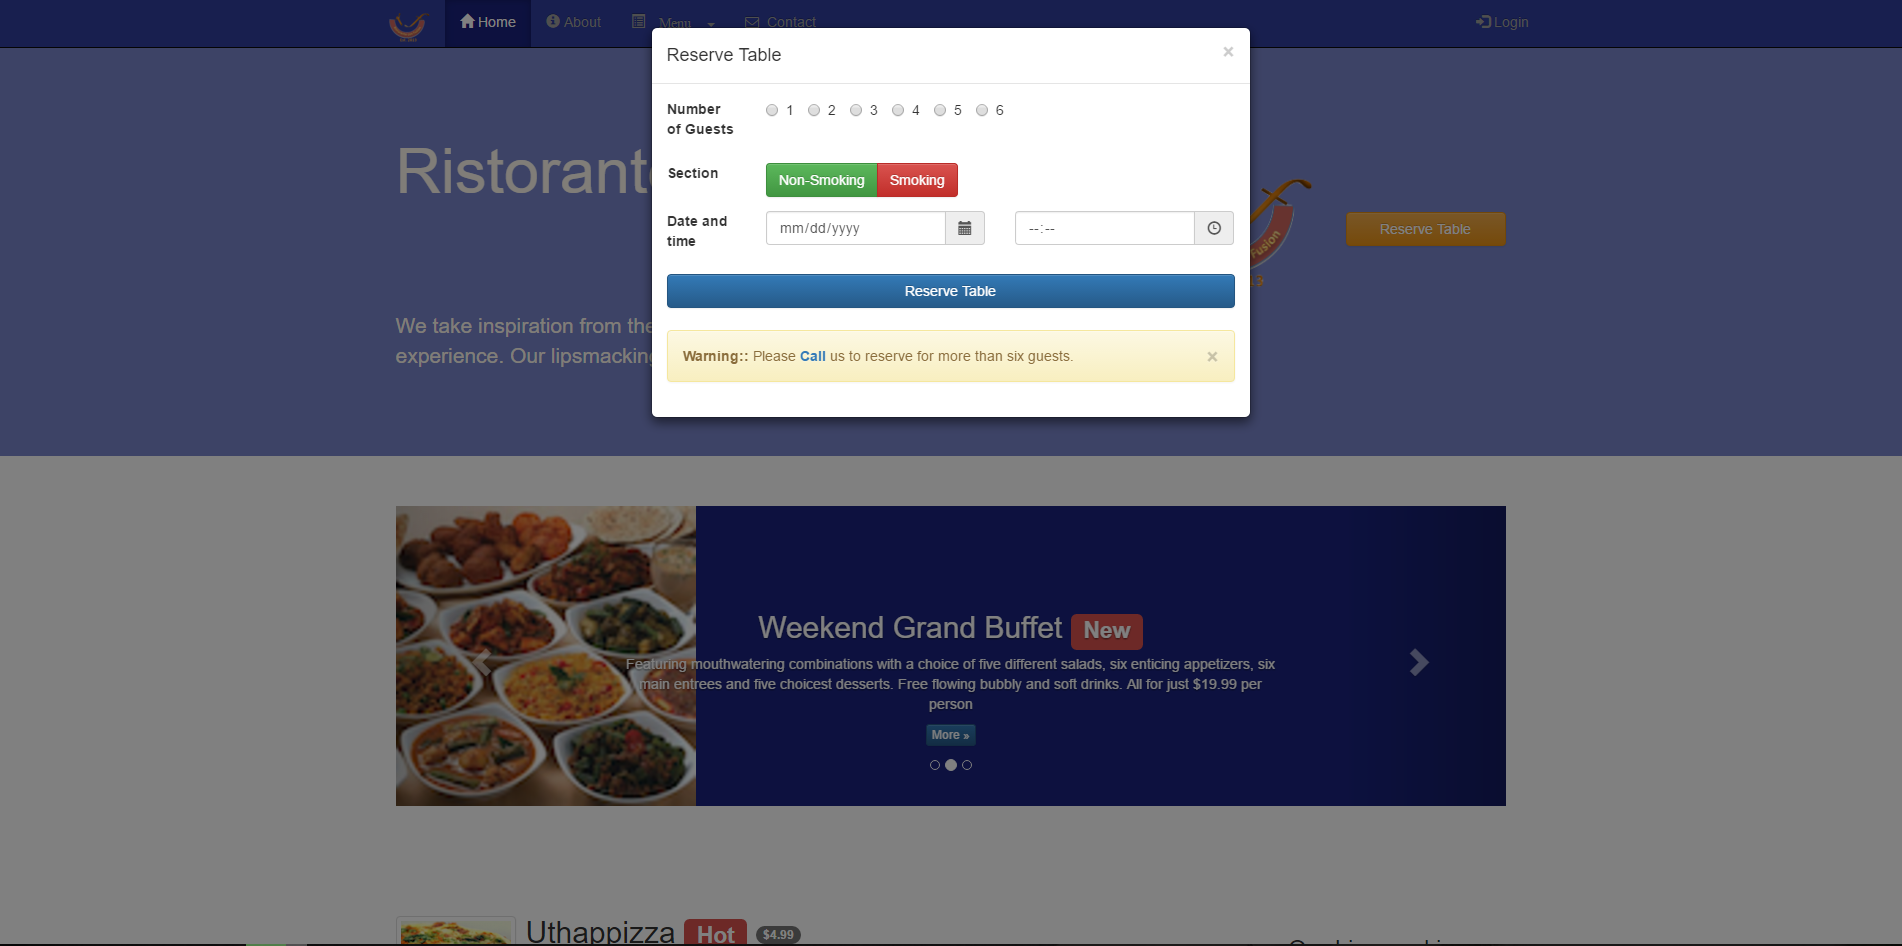 Home
About
Menu
Contact
Login
Reserve Table
×
Number
of Guests
1 2 3 4 5 6
Section
Non-Smoking
Smoking
Date and
time
mm/dd/yyyy
--:--
Reserve Table
Warning:: Please Call us to reserve for more than six guests.
×
Ristorant
Fusion
Reserve Table
We take inspiration from the
experience. Our lipsmacking
Weekend Grand Buffet New
Featuring mouthwatering combinations with a choice of five different salads, six enticing appetizers, six
main entrees and five choicest desserts. Free flowing bubbly and soft drinks. All for just $19.99 per
person
More »
Uthappizza Hot $4.99